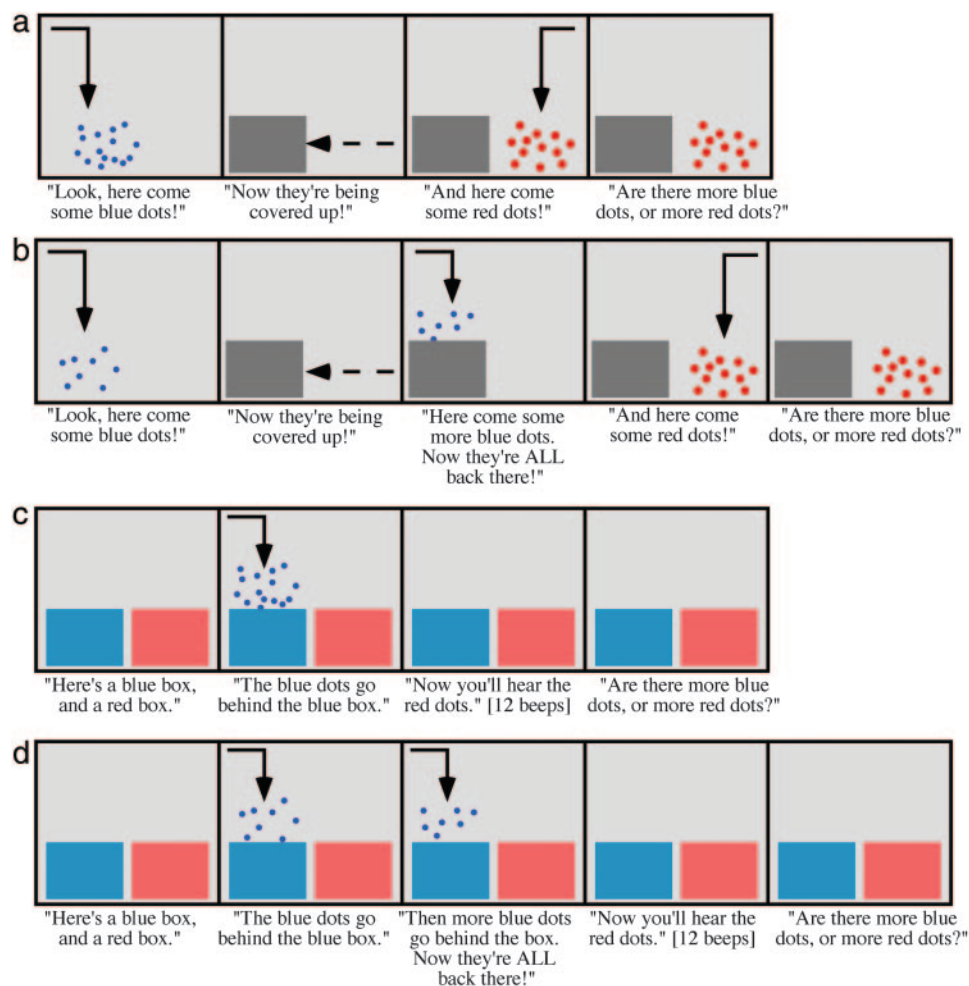 a
"Look, here come
some blue dots!"
"Now they're being
covered up!"
"And here come
some red dots!"
"Are there more blue
dots, or more red dots?"
b
"Look, here come
some blue dots!"
"Now they're being
covered up!"
"Here come some
more blue dots.
Now they're ALL
back there!"
"And here come
some red dots!"
"Are there more blue
dots, or more red dots?"
c
"Here's a blue box,
and a red box."
"The blue dots go
behind the blue box."
"Now you'll hear the
red dots." [12 beeps]
"Are there more blue
dots, or more red dots?"
d
"Here's a blue box,
and a red box."
"The blue dots go
behind the blue box."
"Then more blue dots
go behind the box.
Now they're ALL
back there!"
"Now you'll hear the
red dots." [12 beeps]
"Are there more blue
dots, or more red dots?"